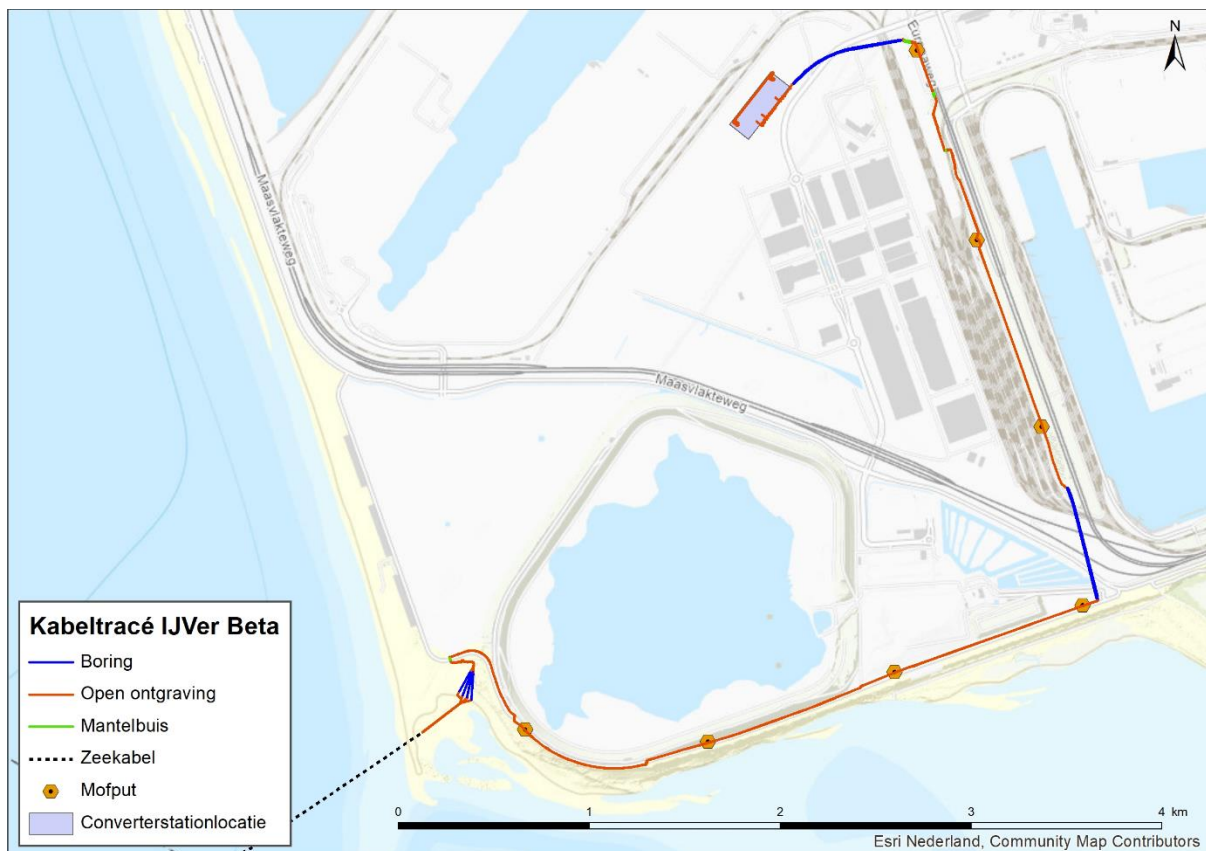 N
Europaweg
Maasvlakteweg
Maasvlakteweg
Kabeltracé IJVer Beta
Boring
Open ontgraving
Mantelbuis
Zeekabel
Mofput
Converterstationlocatie
0 1 2 3 4 km
Esri Nederland, Community Map Contributors